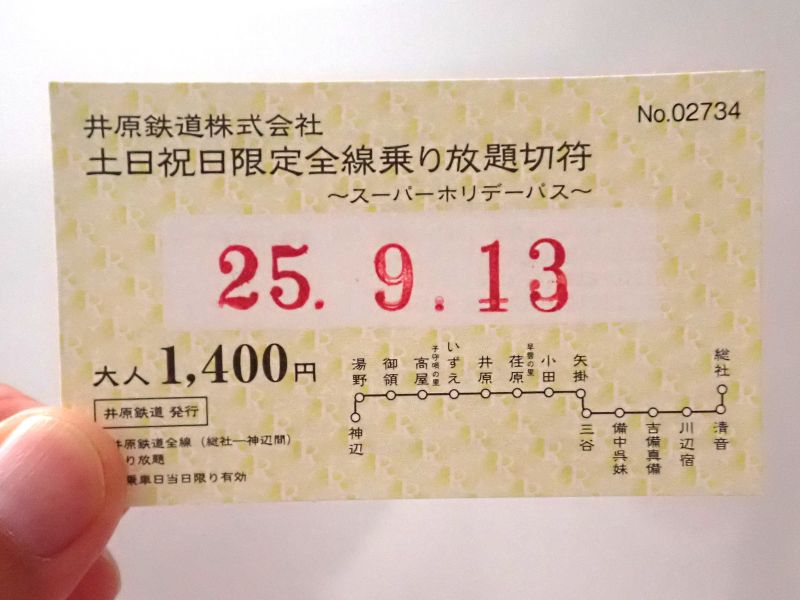 No.02734
井原鉄道株式会社
土日祝日限定全線乗り放題切符
～スーパーホリデーパス～
25. 9. 13
大人 1,400円
井原鉄道 発行
井原鉄道全線（総社―神辺間）
り放題
乗車日当日限り有効
神辺
湯野
御領
子守唄の里
高屋
いずえ
井原
早雲の里
荏原
小田
矢掛
三谷
備中呉妹
吉備真備
川辺宿
清音
総社